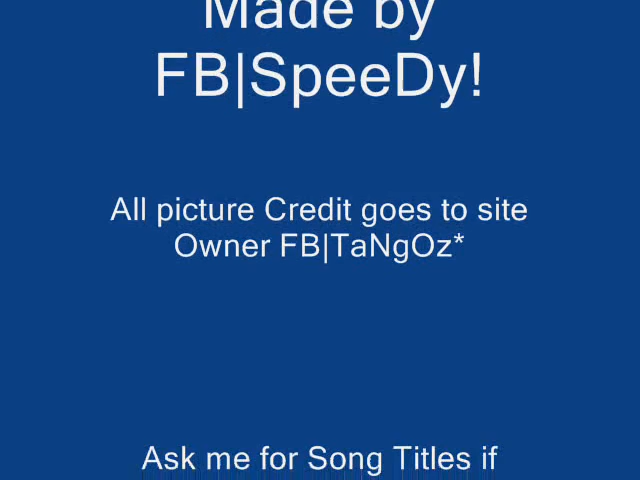 Made by
FB|SpeeDy!
All picture Credit goes to site
Owner FB|TaNgOz*
Ask me for Song Titles if